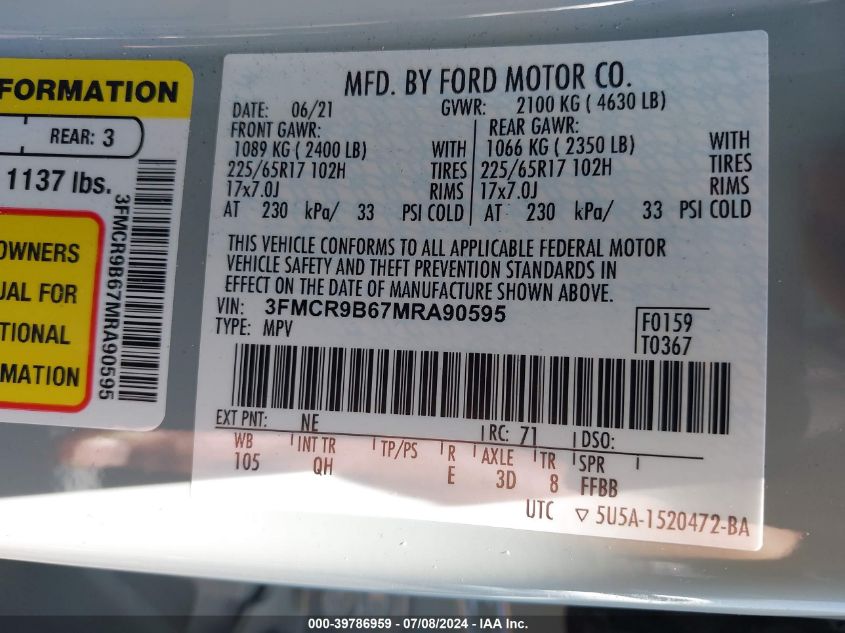 FORMATION
REAR: 3
1137 lbs.
OWNERS
UAL FOR
TIONAL
MATION
3FMCR9B67MRA90595
MFD. BY FORD MOTOR CO.
DATE: 06/21 GVWR: 2100 KG ( 4630 LB)
FRONT GAWR: REAR GAWR:
1089 KG ( 2400 LB) WITH 1066 KG ( 2350 LB) WITH
225/65R17 102H TIRES 225/65R17 102H TIRES
17x7.0J RIMS 17x7.0J RIMS
AT 230 kPa/ 33 PSI COLD AT 230 kPa/ 33 PSI COLD
THIS VEHICLE CONFORMS TO ALL APPLICABLE FEDERAL MOTOR
VEHICLE SAFETY AND THEFT PREVENTION STANDARDS IN
EFFECT ON THE DATE OF MANUFACTURE SHOWN ABOVE.
VIN: 3FMCR9B67MRA90595
TYPE: MPV
F0159
T0367
EXT PNT: NE RC: 71 DSO:
WB INT TR TP/PS R AXLE TR SPR
105 QH E 3D 8 FFBB
UTC ▽ 5U5A-1520472-BA
000-39786959 - 07/08/2024 - IAA Inc.